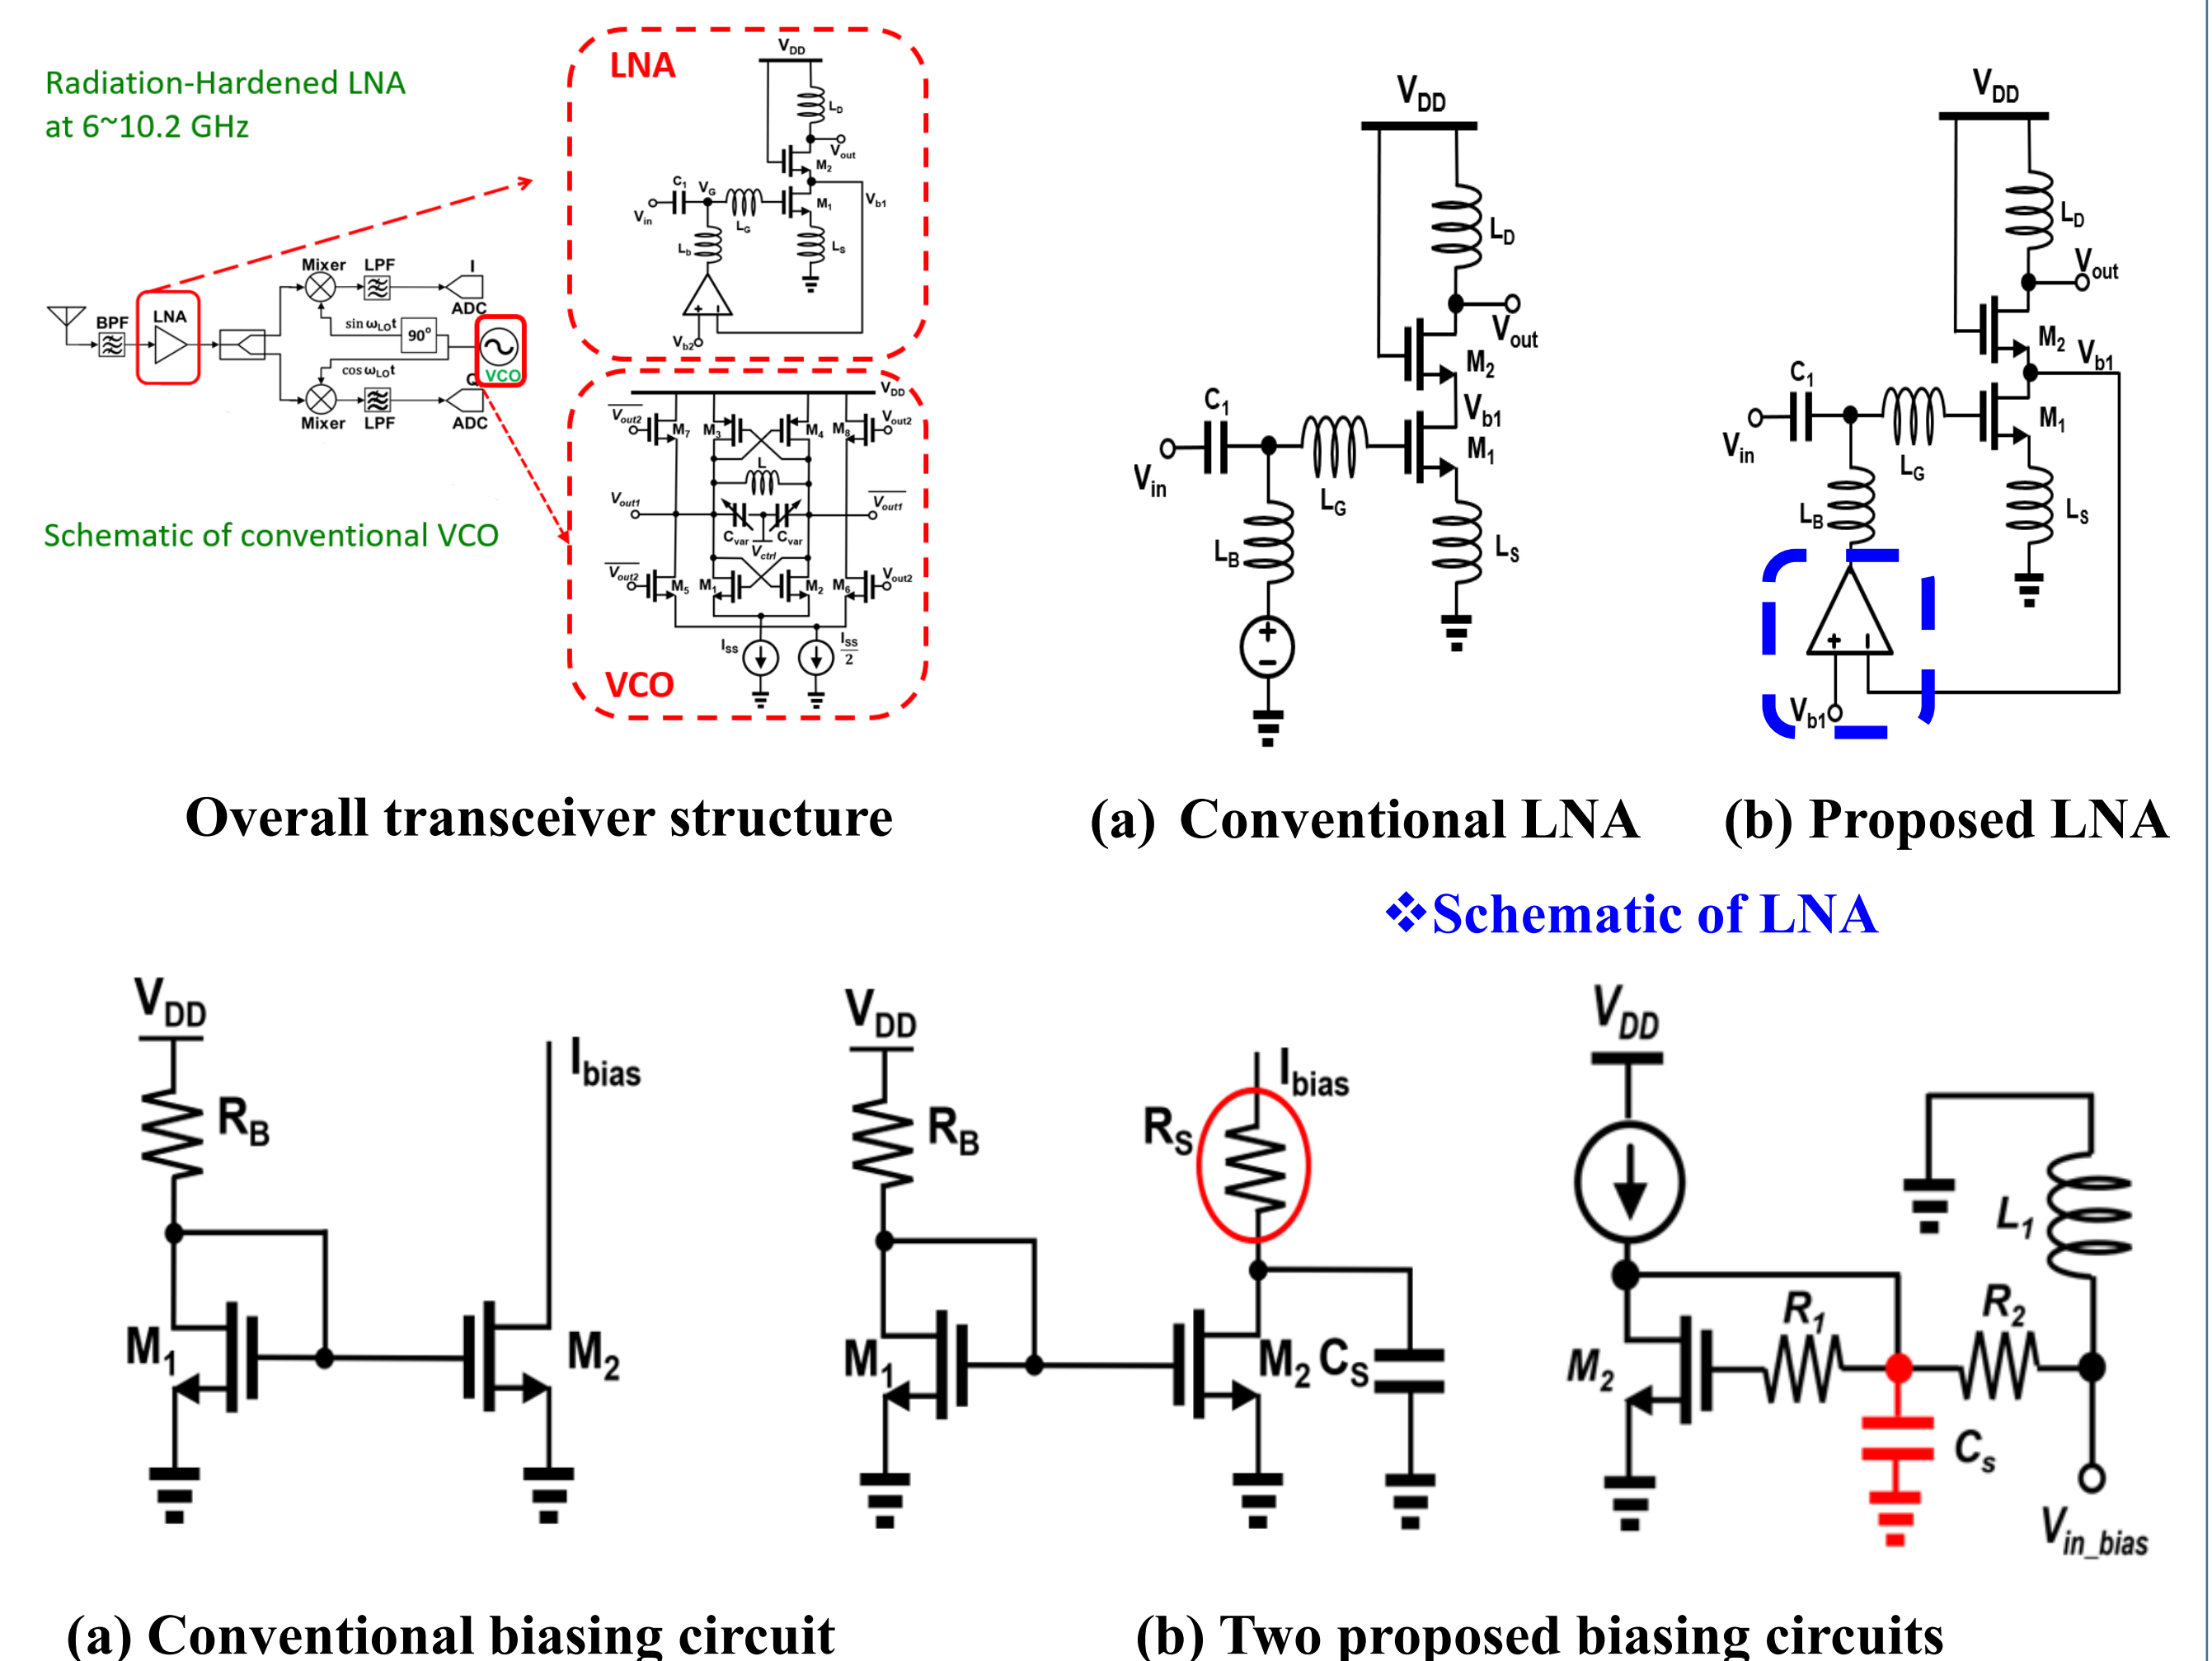 Radiation-Hardened LNA
at 6~10.2 GHz
BPF
LNA
Mixer
LPF
I
ADC
sin ωLOt
90°
VCO
cos ωLOt
Q
Mixer
LPF
ADC
Schematic of conventional VCO
LNA
VDD
LD
Vout
M2
C1
VG
Vin
LG
M1
Vb1
Lb
LS
+ −
Vb2
VDD
Vout2
M7
M3
M4
M8
Vout2
L
Vout1
Vout1
Cvar
Cvar
Vctrl
Vout2
M5
M1
M2
M6
Vout2
ISS
ISS
2
VCO
Overall transceiver structure
VDD
LD
Vout
M2
Vb1
C1
M1
Vin
LG
LB
LS
+
−
(a) Conventional LNA
VDD
LD
Vout
M2
Vb1
C1
M1
Vin
LG
LB
LS
+ −
Vb1
(b) Proposed LNA
❖Schematic of LNA
VDD
RB
Ibias
M1
M2
(a) Conventional biasing circuit
VDD
RB
RS
Ibias
M1
M2
CS
VDD
L1
R1
R2
M2
Cs
Vin_bias
(b) Two proposed biasing circuits